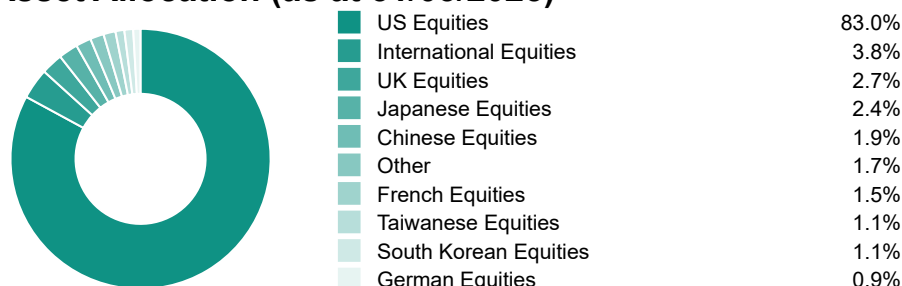 US Equities 83.0%
International Equities 3.8%
UK Equities 2.7%
Japanese Equities 2.4%
Chinese Equities 1.9%
Other 1.7%
French Equities 1.5%
Taiwanese Equities 1.1%
South Korean Equities 1.1%
German Equities 0.9%